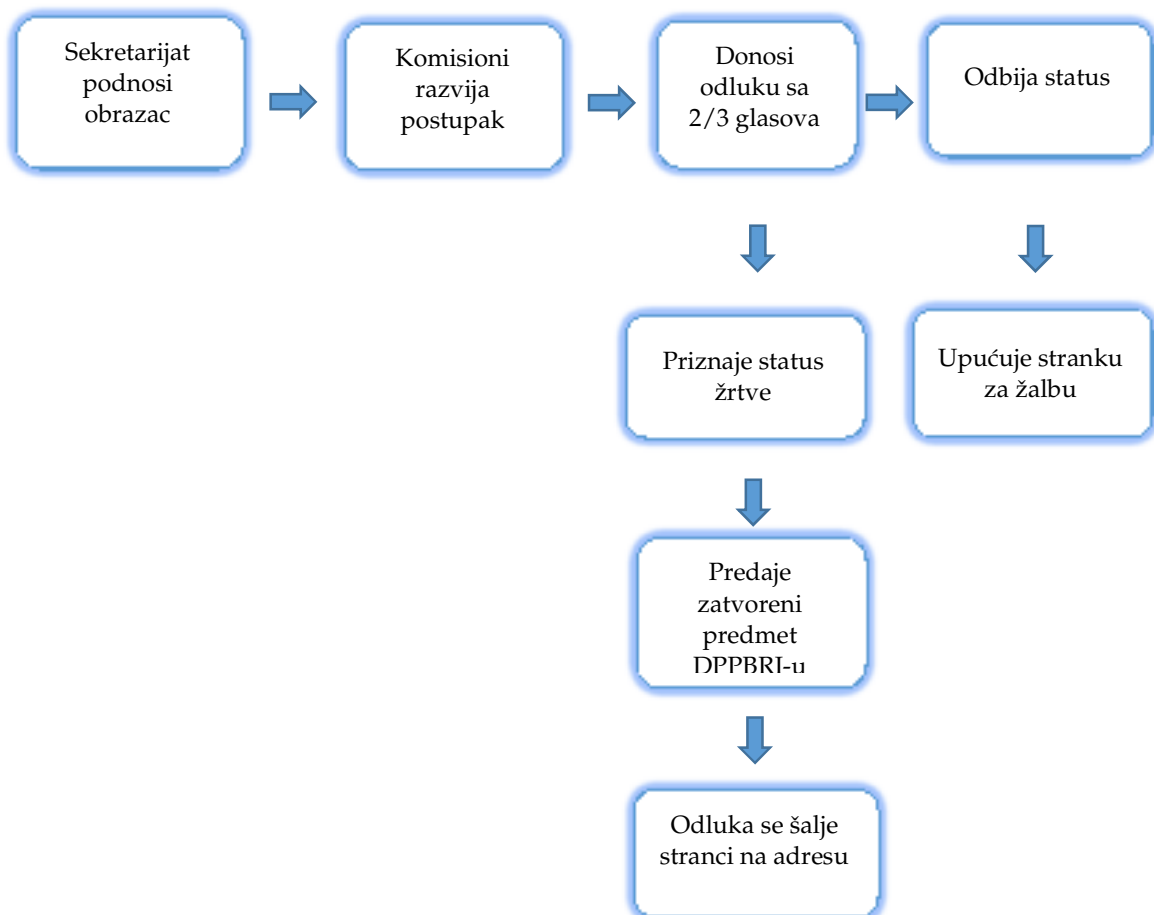 Sekretarijat
podnosi
obrazac
Komisioni
razvija
postupak
Donosi
odluku sa
2/3 glasova
Odbija status
Priznaje status
žrtve
Upućuje stranku
za žalbu
Predaje
zatvoreni
predmet
DPPBRI-u
Odluka se šalje
stranci na adresu